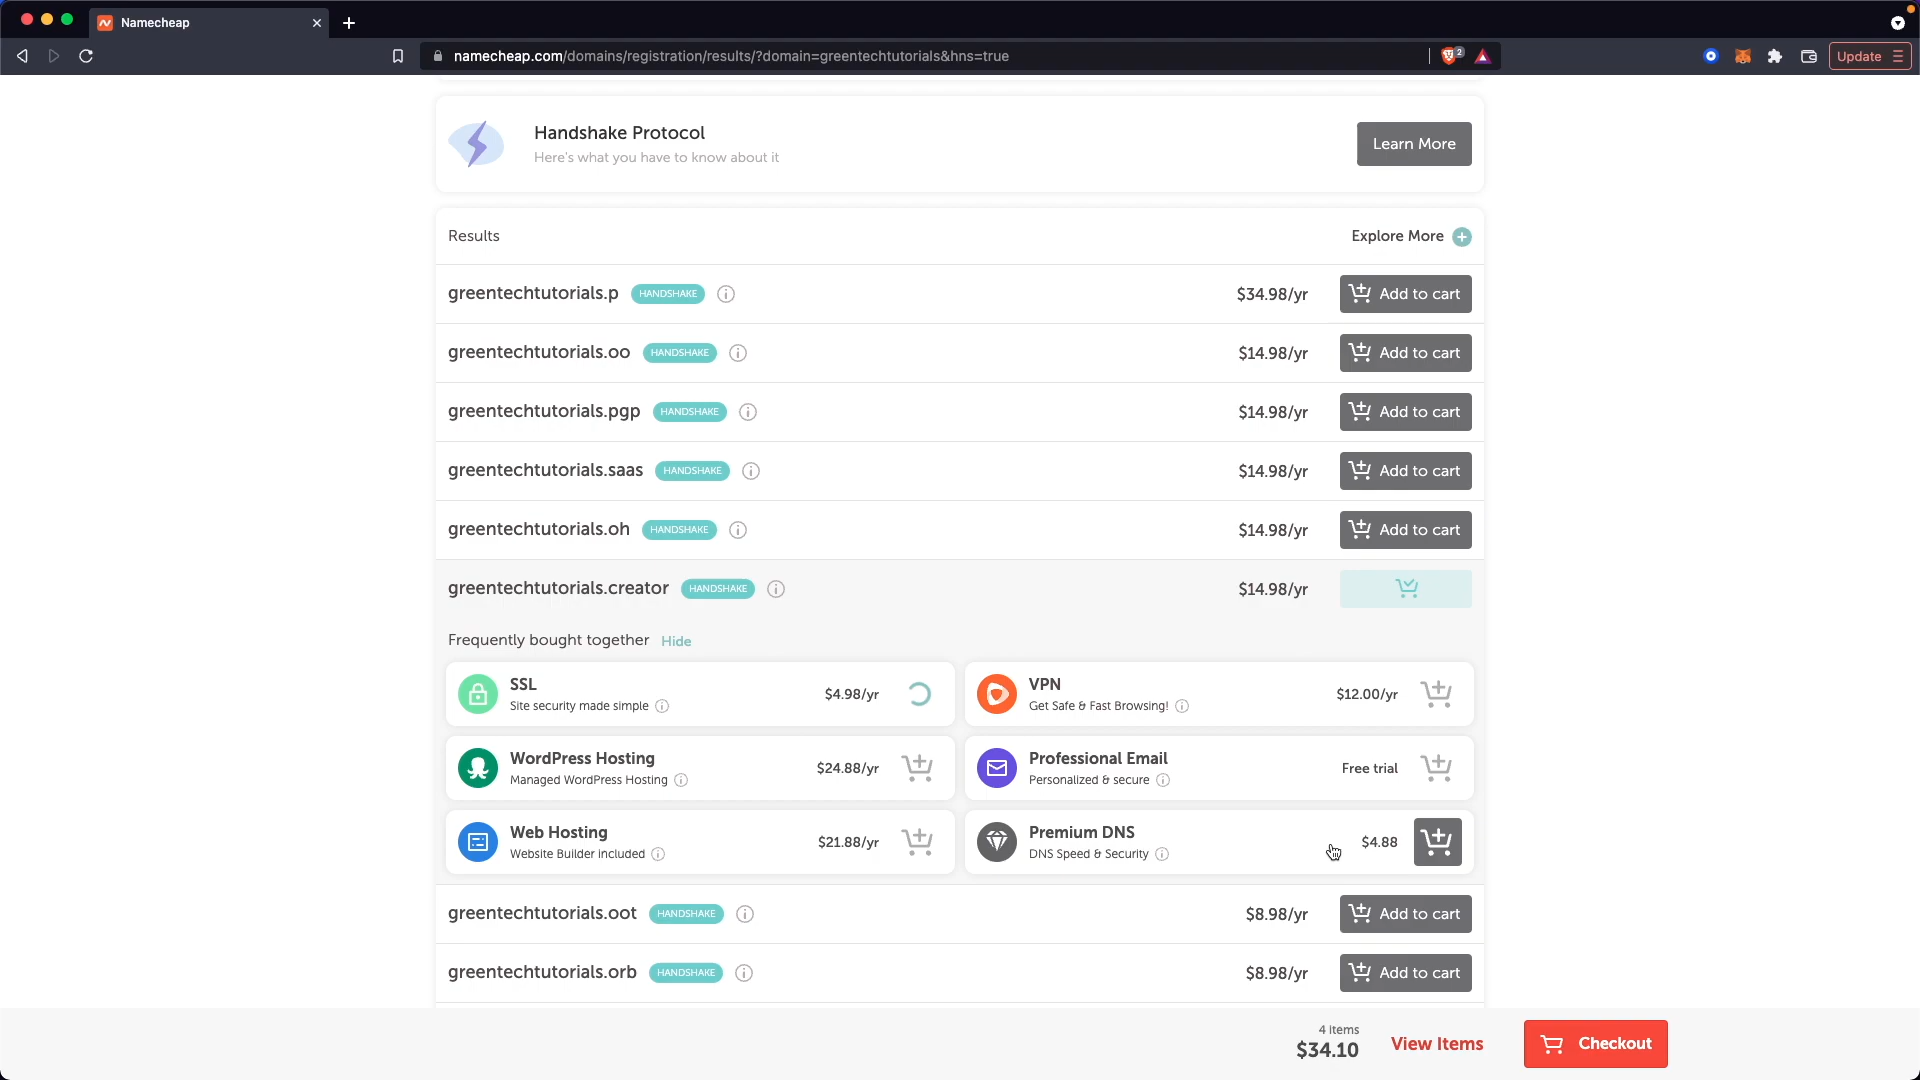 Namecheap
namecheap.com/domains/registration/results/?domain=greentechtutorials&hns=true
2
Update
Handshake Protocol
Here's what you have to know about it
Learn More
Results
Explore More
greentechtutorials.p HANDSHAKE $34.98/yr Add to cart
greentechtutorials.oo HANDSHAKE $14.98/yr Add to cart
greentechtutorials.pgp HANDSHAKE $14.98/yr Add to cart
greentechtutorials.saas HANDSHAKE $14.98/yr Add to cart
greentechtutorials.oh HANDSHAKE $14.98/yr Add to cart
greentechtutorials.creator HANDSHAKE $14.98/yr
Frequently bought together Hide
SSL
Site security made simple
$4.98/yr
VPN
Get Safe & Fast Browsing!
$12.00/yr
WordPress Hosting
Managed WordPress Hosting
$24.88/yr
Professional Email
Personalized & secure
Free trial
Web Hosting
Website Builder included
$21.88/yr
Premium DNS
DNS Speed & Security
$4.88
greentechtutorials.oot HANDSHAKE $8.98/yr Add to cart
greentechtutorials.orb HANDSHAKE $8.98/yr Add to cart
4 items
$34.10
View Items
Checkout